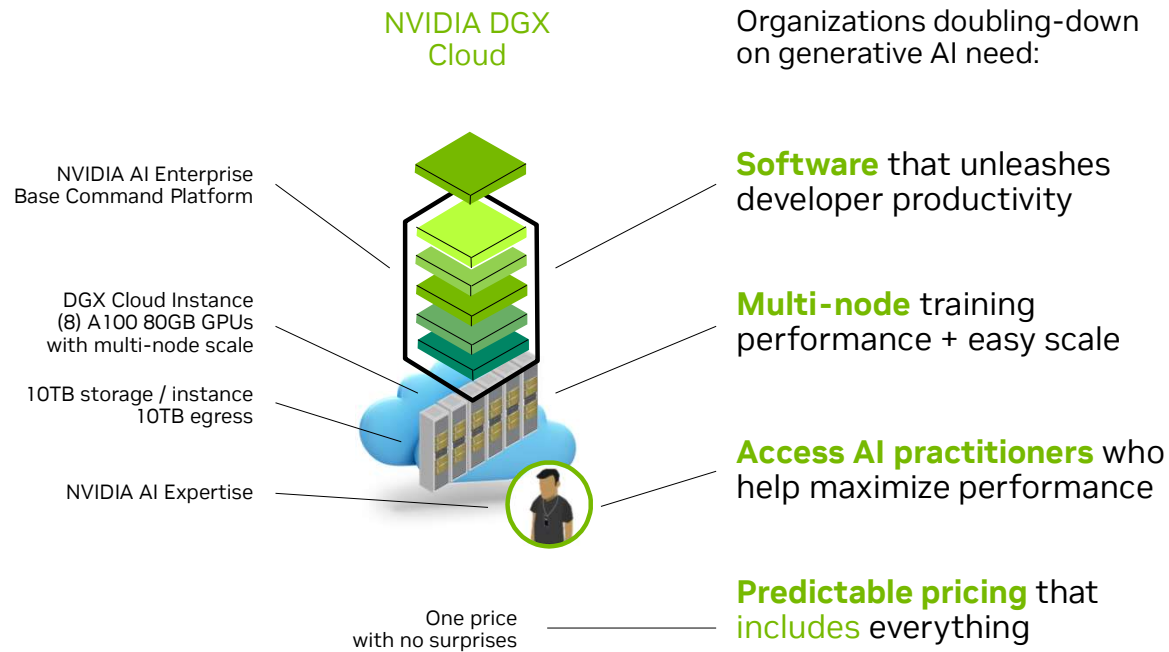 NVIDIA DGX
Cloud
Organizations doubling-down
on generative AI need:
NVIDIA AI Enterprise
Base Command Platform
Software that unleashes
developer productivity
DGX Cloud Instance
(8) A100 80GB GPUs
with multi-node scale
Multi-node training
performance + easy scale
10TB storage / instance
10TB egress
NVIDIA AI Expertise
Access AI practitioners who
help maximize performance
One price
with no surprises
Predictable pricing that
includes everything